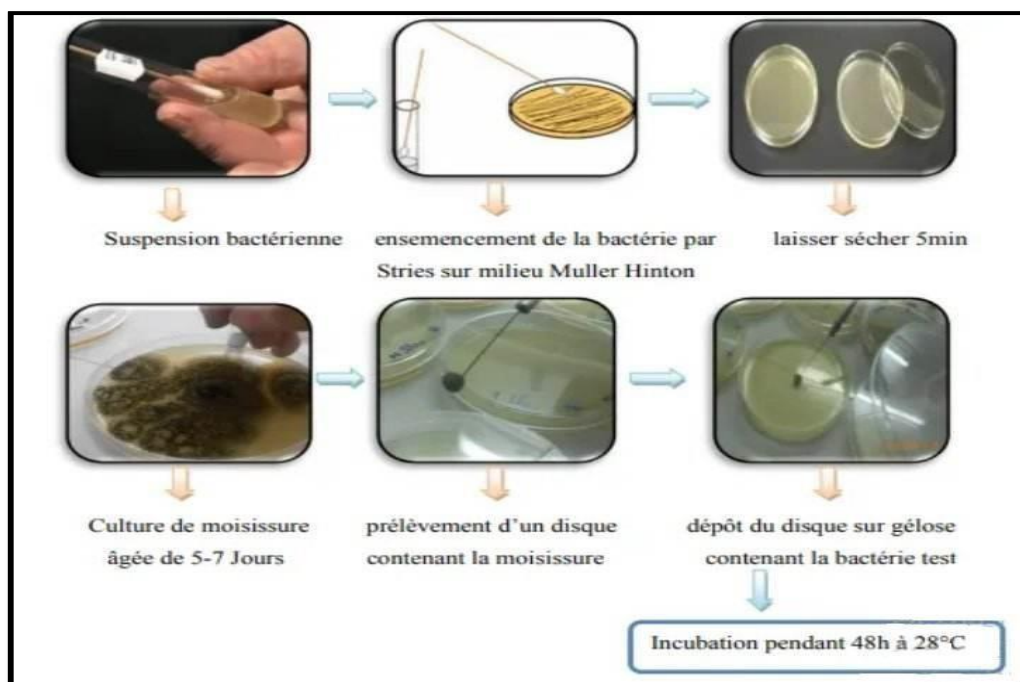 Suspension bactérienne
ensemencement de la bactérie par
Stries sur milieu Muller Hinton
laisser sécher 5min
Culture de moisissure
âgée de 5-7 Jours
prélèvement d'un disque
contenant la moisissure
dépôt du disque sur gélose
contenant la bactérie test
Incubation pendant 48h à 28°C